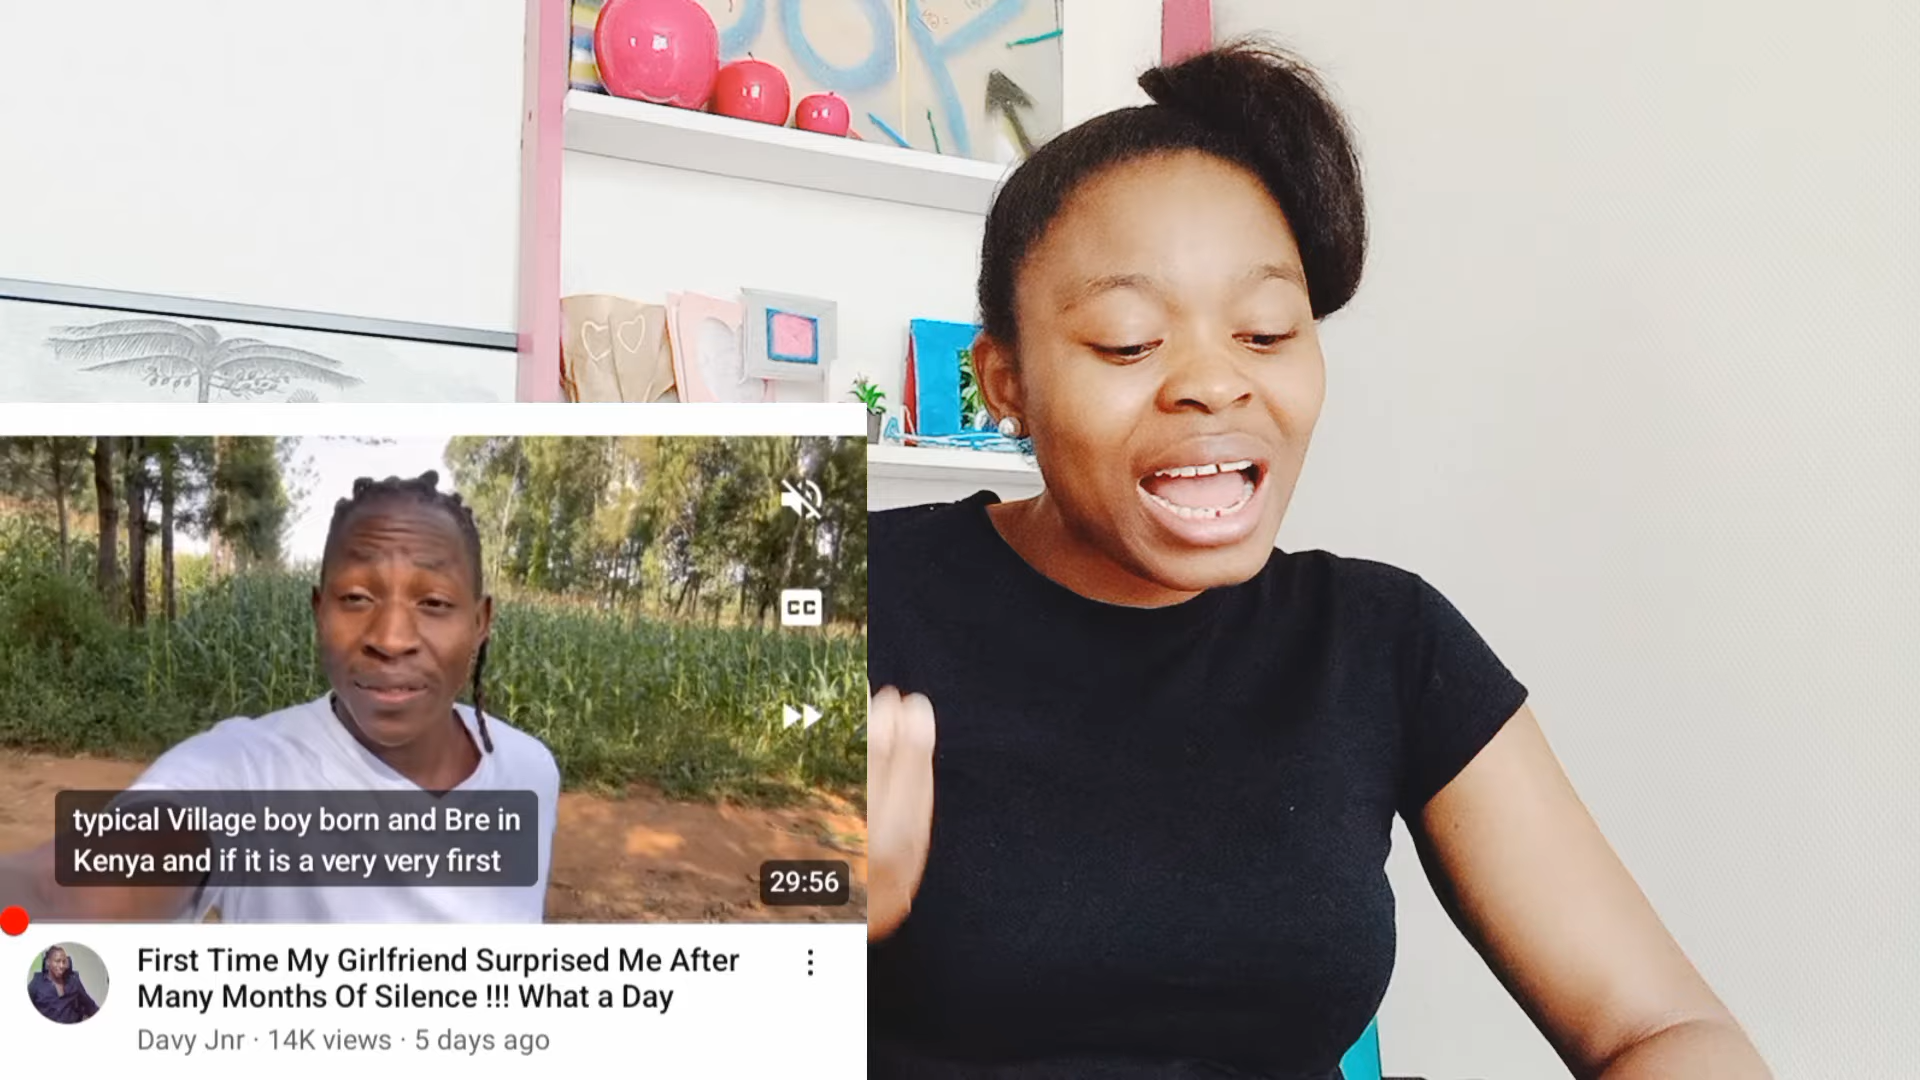 CC
typical Village boy born and Bre in
Kenya and if it is a very very first
29:56
First Time My Girlfriend Surprised Me After
Many Months Of Silence !!! What a Day
Davy Jnr · 14K views · 5 days ago